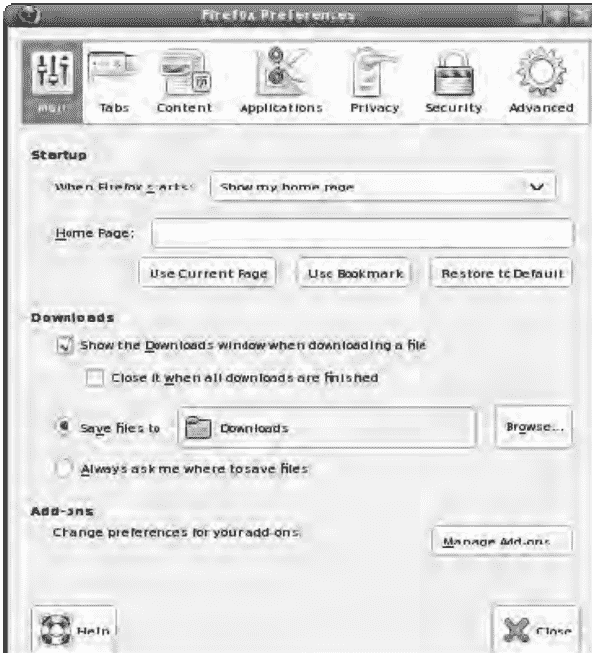 Firefox Preferences
Main Tabs Content Applications Privacy Security Advanced
Startup
When Firefox starts: Show my home page
Home Page:
Use Current Page Use Bookmark Restore to Default
Downloads
Show the Downloads window when downloading a file
Close it when all downloads are finished
Save files to Downloads Browse...
Always ask me where to save files
Add-ons
Change preferences for your add-ons
Manage Add-ons...
Help Close